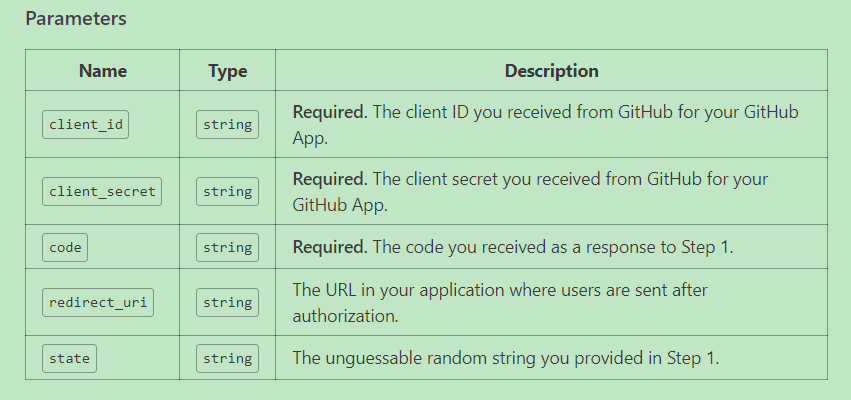 Parameters
Name Type Description
client_id string Required. The client ID you received from GitHub for your GitHub
App.
client_secret string Required. The client secret you received from GitHub for your
GitHub App.
code string Required. The code you received as a response to Step 1.
redirect_uri string The URL in your application where users are sent after
authorization.
state string The unguessable random string you provided in Step 1.